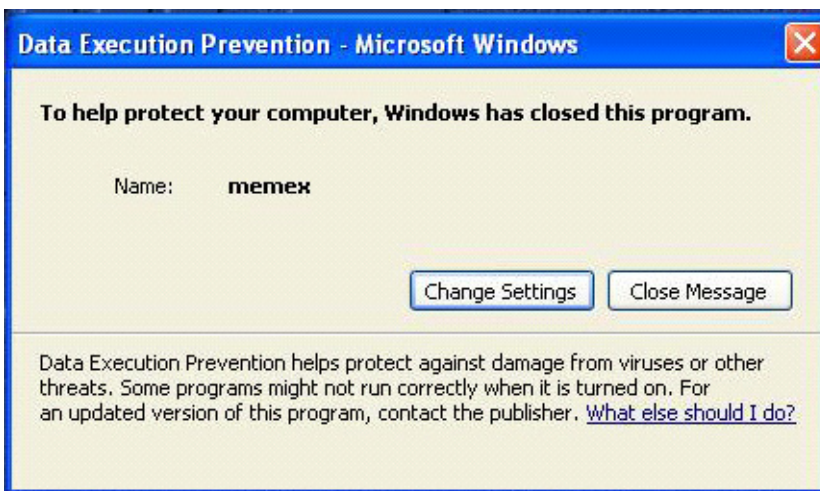 Data Execution Prevention - Microsoft Windows
To help protect your computer, Windows has closed this program.
Name: memex
Change Settings Close Message
Data Execution Prevention helps protect against damage from viruses or other
threats. Some programs might not run correctly when it is turned on. For
an updated version of this program, contact the publisher. What else should I do?